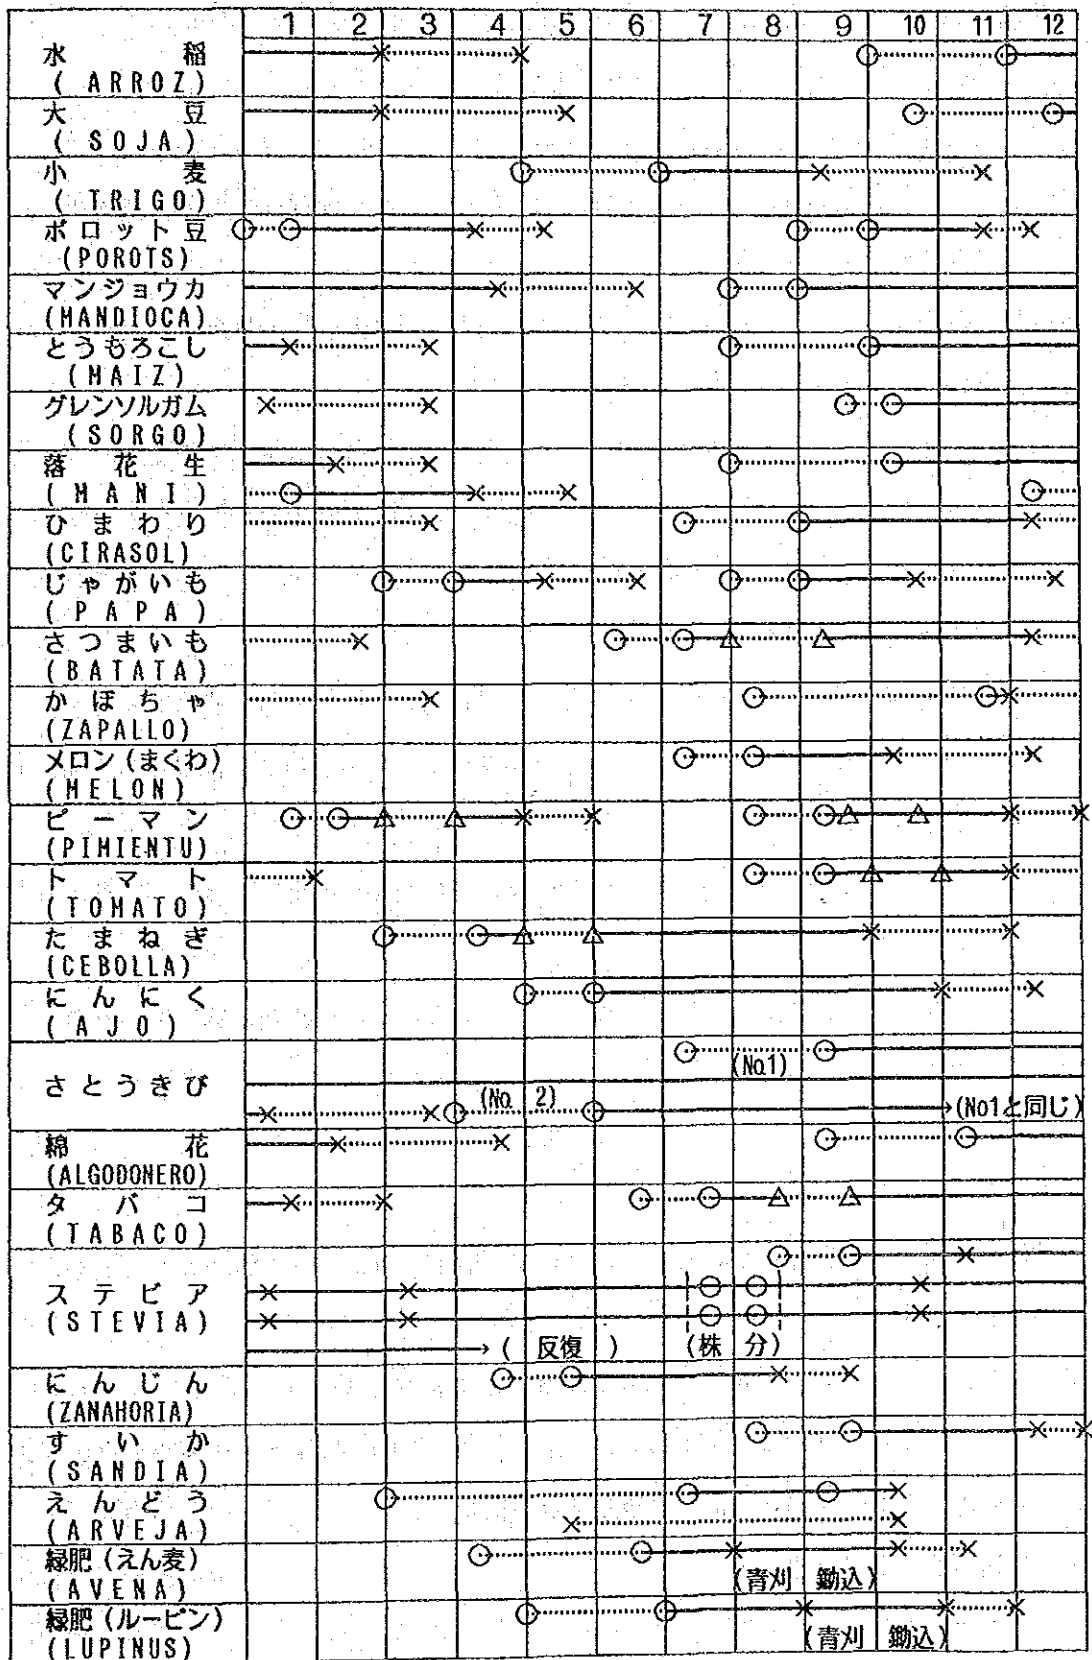 1 2 3 4 5 6 7 8 9 10 11 12
水 稲
( ARROZ )
大 豆
( SOJA )
小 麦
( TRIGO )
ポロット豆
(POROTS)
マンジョウカ
(MANDIOCA)
とうもろこし
(MAIZ)
グレンソルガム
(SORGO)
落 花 生
( MANI )
ひ ま わ り
(CIRASOL)
じゃがいも
( PAPA )
さつまいも
(BATATA)
か ぼ ち ゃ
(ZAPALLO)
メロン(まくわ)
(MELON)
ピ ー マ ン
(PIMIENTU)
ト マ ト
(TOMATO)
た ま ね ぎ
(CEBOLLA)
に ん に く
( AJO )
(No.1)
さ と う き び
(No. 2)
(No1と同じ)
綿 花
(ALGODONERO)
タ バ コ
(TABACO)
ス テ ビ ア
(STEVIA)
( 反復 )
(株 分)
に ん じ ん
(ZANAHORIA)
す い か
(SANDIA)
え ん ど う
(ARVEJA)
緑肥(えん麦)
(AVENA)
(青刈 鋤込)
緑肥(ルーピン)
(LUPINUS)
(青刈 鋤込)